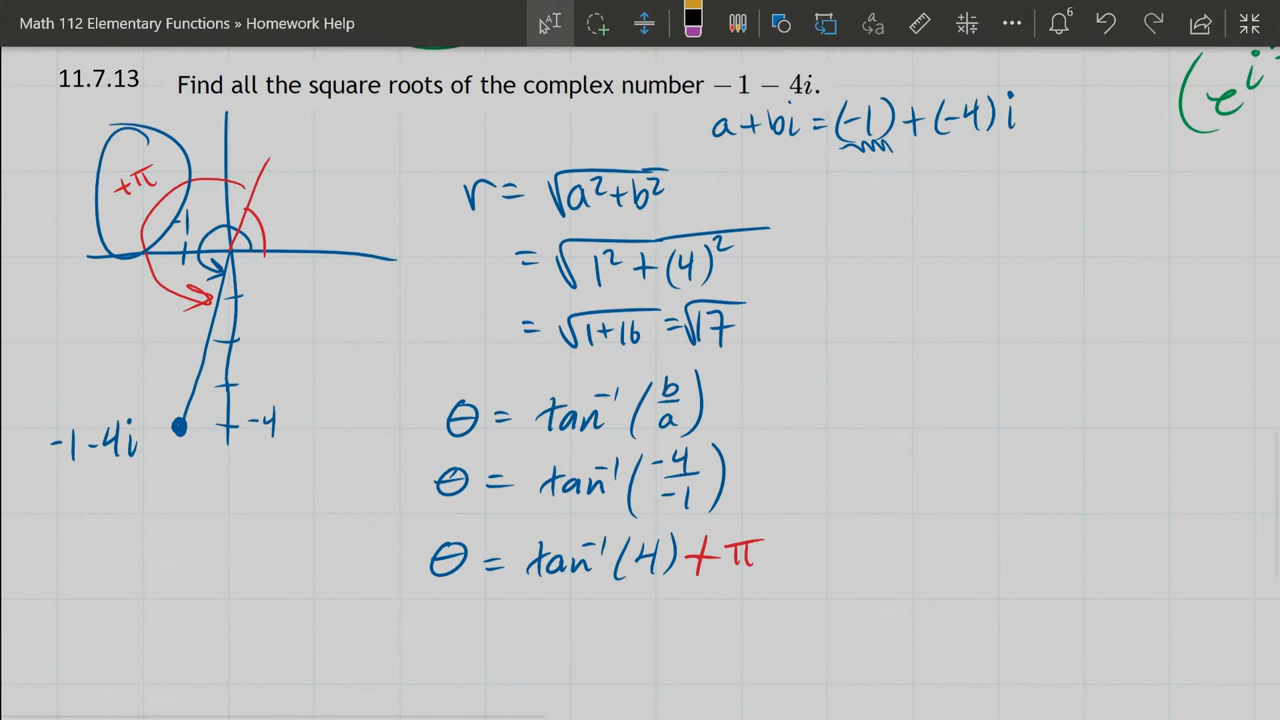 Math 112 Elementary Functions » Homework Help
6
11.7.13 Find all the square roots of the complex number −1 − 4i.
a+bi = (-1) + (-4)i
(e^i
+π
-1
-4
-1-4i
r = √(a²+b²)
= √(1² + (4)²)
= √(1+16) = √17
θ = tan⁻¹(b/a)
θ = tan⁻¹(-4/-1)
θ = tan⁻¹(4) + π